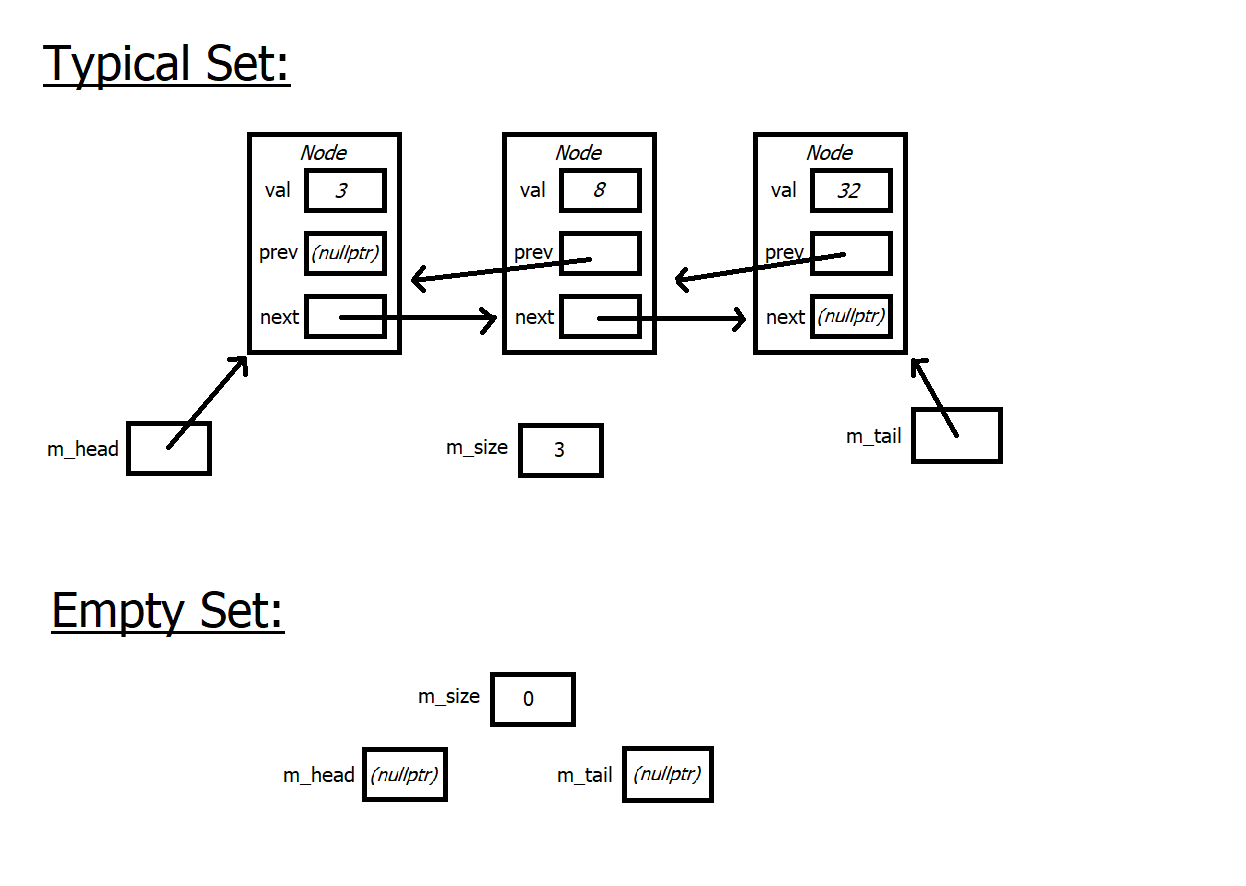 Typical Set:
Node Node Node
val 3 val 8 val 32
prev (nullptr) prev prev
next next next (nullptr)
m_head m_size 3 m_tail
Empty Set:
m_size 0
m_head (nullptr) m_tail (nullptr)